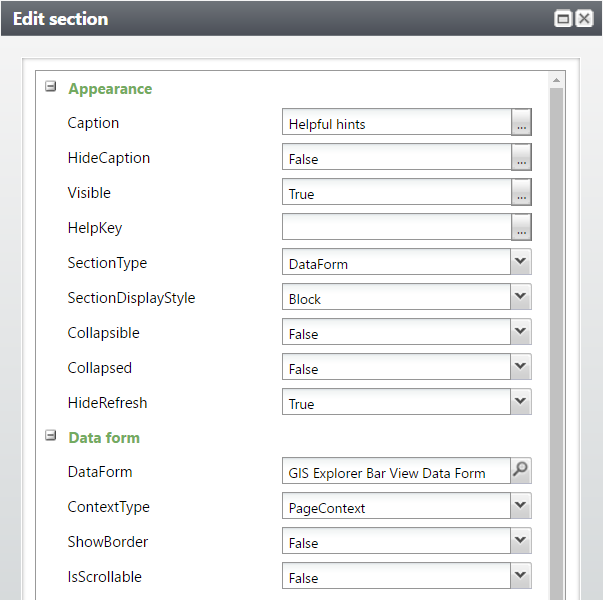 Edit section
Appearance
Caption Helpful hints ...
HideCaption False ...
Visible True ...
HelpKey ...
SectionType DataForm
SectionDisplayStyle Block
Collapsible False
Collapsed False
HideRefresh True
Data form
DataForm GIS Explorer Bar View Data Form
ContextType PageContext
ShowBorder False
IsScrollable False